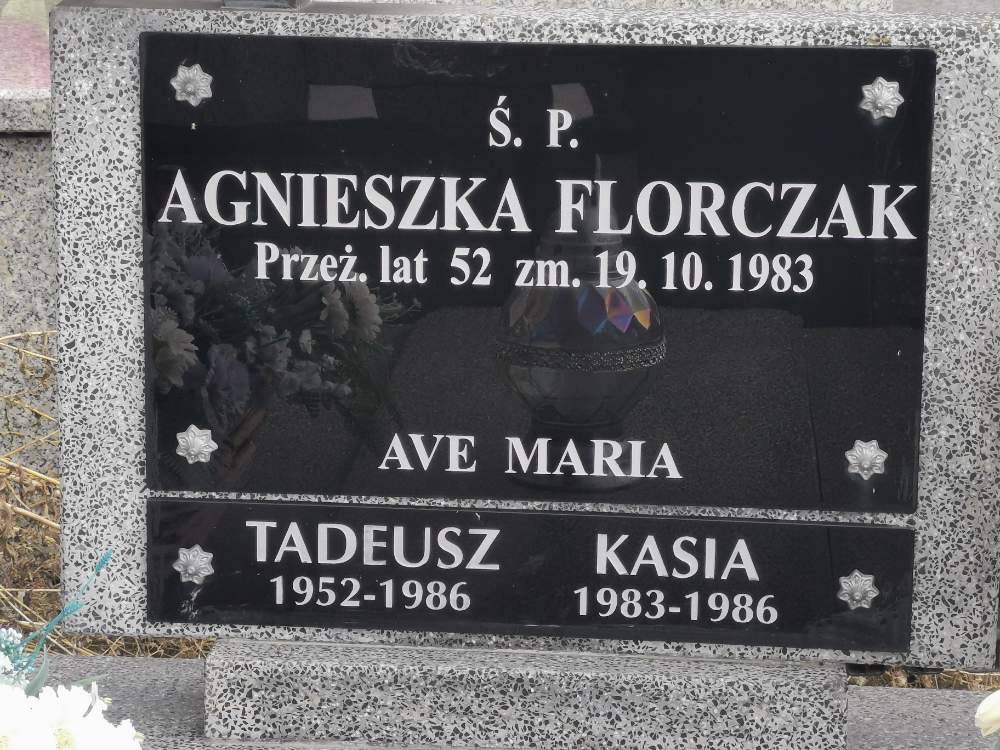 Ś. P.
AGNIESZKA FLORCZAK
Przeż. lat 52 zm. 19. 10. 1983
AVE MARIA
TADEUSZ
1952-1986
KASIA
1983-1986